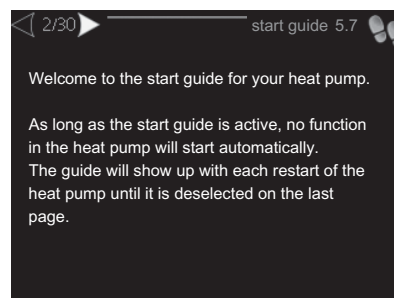 2/30
start guide 5.7
Welcome to the start guide for your heat pump.
As long as the start guide is active, no function
in the heat pump will start automatically.
The guide will show up with each restart of the
heat pump until it is deselected on the last
page.